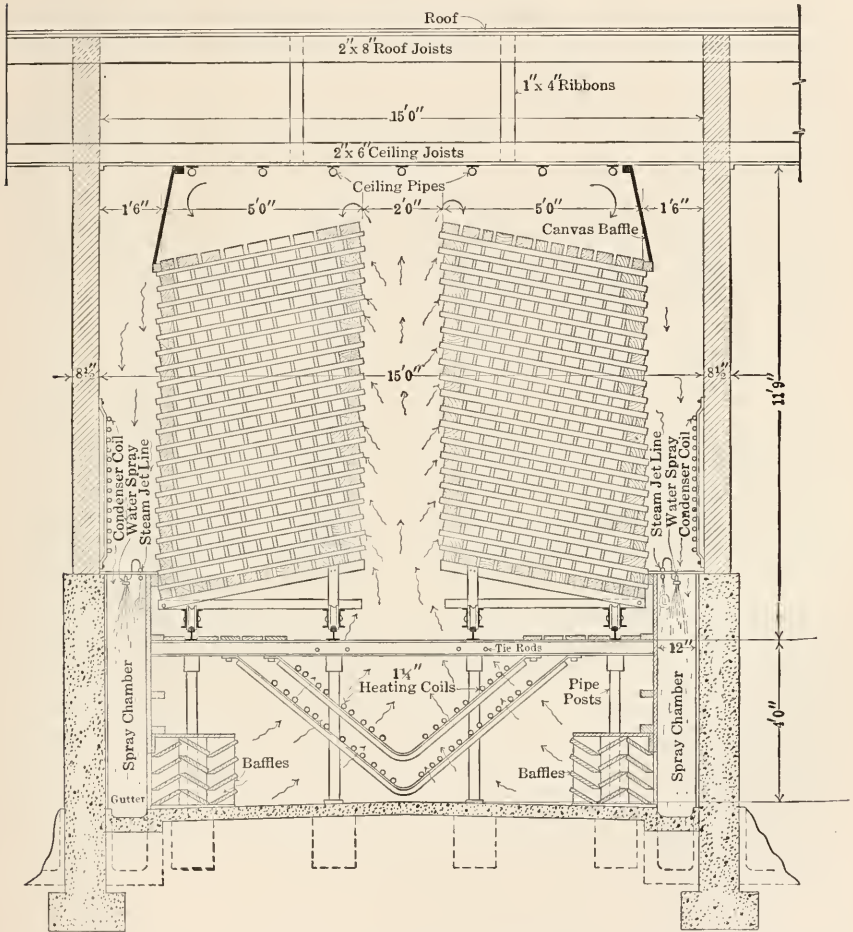 Roof
2"x 8" Roof Joists
1"x 4" Ribbons
15'0"
2"x 6" Ceiling Joists
Ceiling Pipes
1'6"
5'0"
2'0"
5'0"
1'6"
Canvas Baffle
8½"
15'0"
8½"
11'9"
Condenser Coil
Water Spray
Steam Jet Line
Steam Jet Line
Water Spray
Condenser Coil
Tie Rods
12"
1¼"
Heating Coils
Pipe
Posts
Spray Chamber
Spray Chamber
4'0"
Baffles
Baffles
Gutter